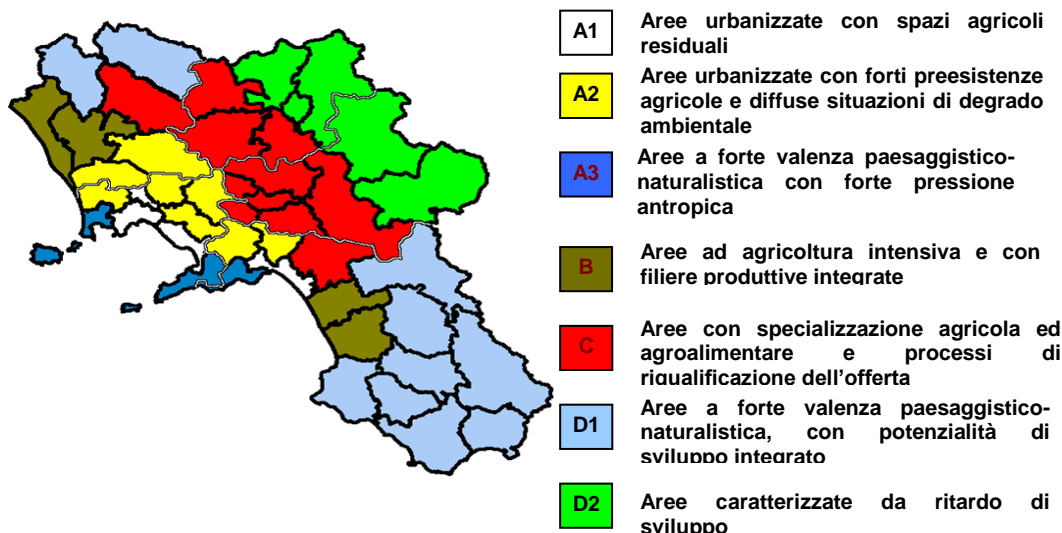 A1 Aree urbanizzate con spazi agricoli
residuali
A2 Aree urbanizzate con forti preesistenze
agricole e diffuse situazioni di degrado
ambientale
A3 Aree a forte valenza paesaggistico-
naturalistica con forte pressione
antropica
B Aree ad agricoltura intensiva e con
filiere produttive integrate
C Aree con specializzazione agricola ed
agroalimentare e processi di
riqualificazione dell'offerta
D1 Aree a forte valenza paesaggistico-
naturalistica, con potenzialità di
sviluppo integrato
D2 Aree caratterizzate da ritardo di
sviluppo